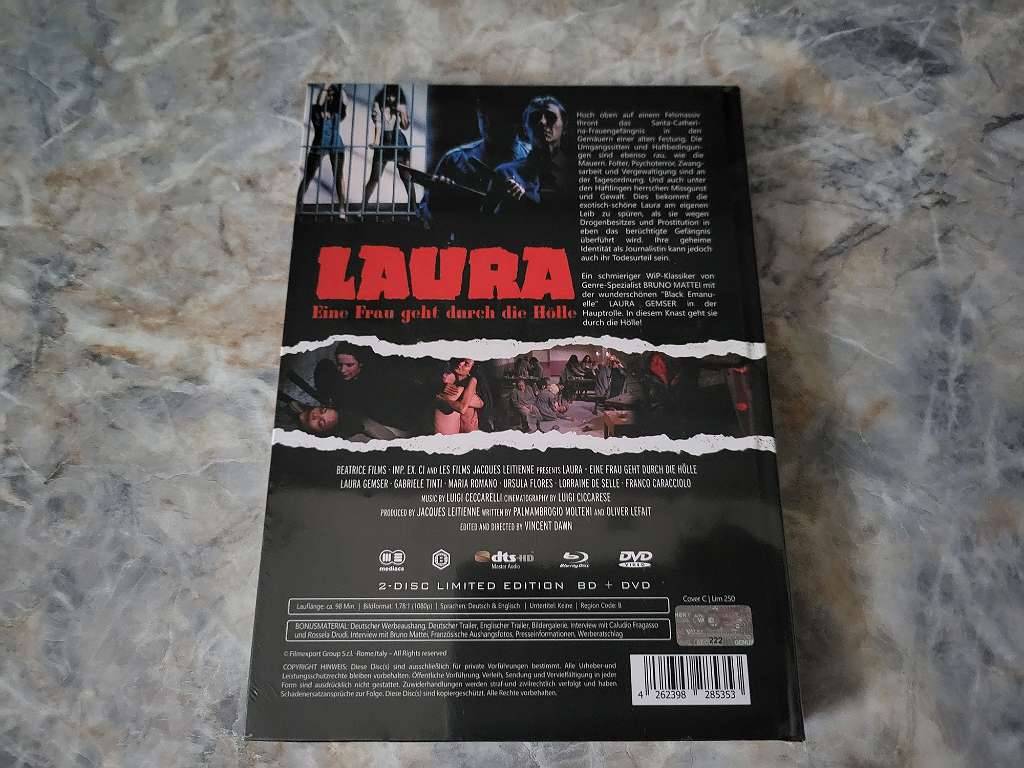 Hoch oben auf einem Felsmassiv
thront das Santa-Catheri-
na-Frauengefängnis in den
Gemäuern einer alten Festung. Die
Umgangssitten und Haftbedingun-
gen sind ebenso rau, wie die
Mauern. Folter, Psychoterror, Zwang-
sarbeit und Vergewaltigung sind an
der Tagesordnung. Und auch unter
den Häftlingen herrschen Missgunst
und Gewalt. Dies bekommt die
exotisch-schöne Laura am eigenen
Leib zu spüren, als sie wegen
Drogenbesitzes und Prostitution in
eben das berüchtigte Gefängnis
überführt wird. Ihre geheime
Identität als Journalistin kann jedoch
auch ihr Todesurteil sein.
Ein schmieriger WiP-Klassiker von
Genre-Spezialist BRUNO MATTEI mit
der wunderschönen "Black Emanu-
elle" LAURA GEMSER in der
Hauptrolle. In diesem Knast geht sie
durch die Hölle!
LAURA
Eine Frau geht durch die Hölle
BEATRICE FILMS · IMP. EX. CI AND LES FILMS JACQUES LEITIENNE PRESENTS LAURA · EINE FRAU GEHT DURCH DIE HÖLLE
LAURA GEMSER · GABRIELE TINTI · MARIA ROMANO · URSULA FLORES · LORRAINE DE SELLE · FRANCO CARACCIOLO
MUSIC BY LUIGI CECCARELLI CINEMATOGRAPHY BY LUIGI CICCARESE
PRODUCED BY JACQUES LEITIENNE WRITTEN BY PALMAMBROGIO MOLTENI AND OLIVER LEFAIT
EDITED AND DIRECTED BY VINCENT DAWN
mediacs B dts-HD Master Audio Blu-ray Disc DVD VIDEO
2-DISC LIMITED EDITION BD + DVD
Cover C | Lim 250
Lauflänge: ca. 98 Min. | Bildformat: 1,78:1 (1080p) | Sprachen: Deutsch & Englisch | Untertitel: Keine | Region Code: B
BONUSMATERIAL: Deutscher Werbeaushang, Deutscher Trailer, Englischer Trailer, Bildergalerie, Interview mit Caludio Fragasso
und Rossela Drudi, Interview mit Bruno Mattei, Französische Aushangfotos, Presseinformationen, Werberatschlag
222
© Filmexport Group S.r.l. -Rome.Italy – All Rights reserved
COPYRIGHT HINWEIS: Diese Disc(s) sind ausschließlich für private Vorführungen bestimmt. Alle Urheber-und
Leistungsschutzrechte bleiben vorbehalten. Öffentliche Vorführung, Verleih, Sendung und Vervielfältigung in jeder
Form sind ausdrücklich nicht gestattet. Zuwiderhandlungen werden straf-und zivilrechtlich verfolgt und haben
Schadenersatzansprüche zur Folge. Diese Disc(s) sind kopiergeschützt. Alle Rechte vorbehalten.
4 262398 285353